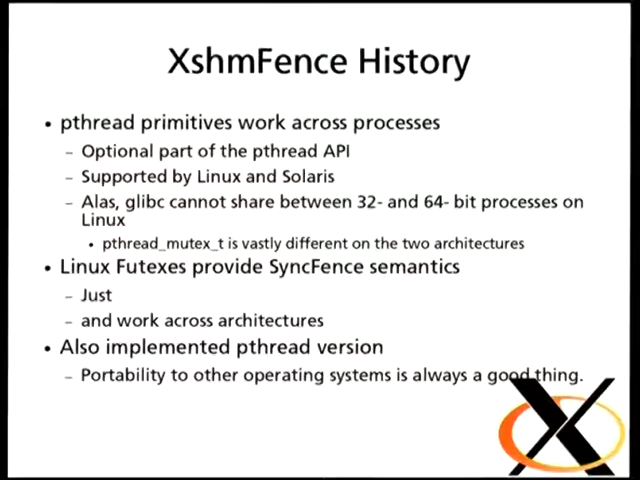 XshmFence History
• pthread primitives work across processes
– Optional part of the pthread API
– Supported by Linux and Solaris
– Alas, glibc cannot share between 32- and 64- bit processes on
Linux
• pthread_mutex_t is vastly different on the two architectures
• Linux Futexes provide SyncFence semantics
– Just
– and work across architectures
• Also implemented pthread version
– Portability to other operating systems is always a good thing.